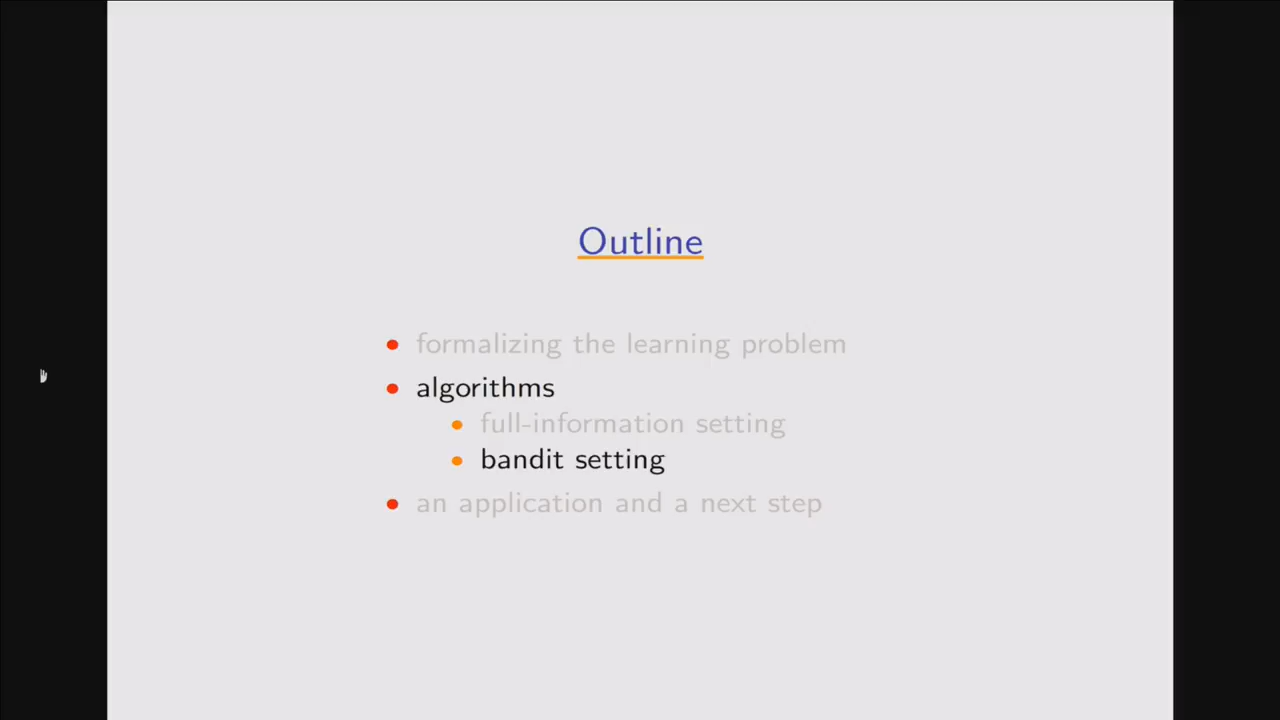 Outline
formalizing the learning problem
algorithms
full-information setting
bandit setting
an application and a next step